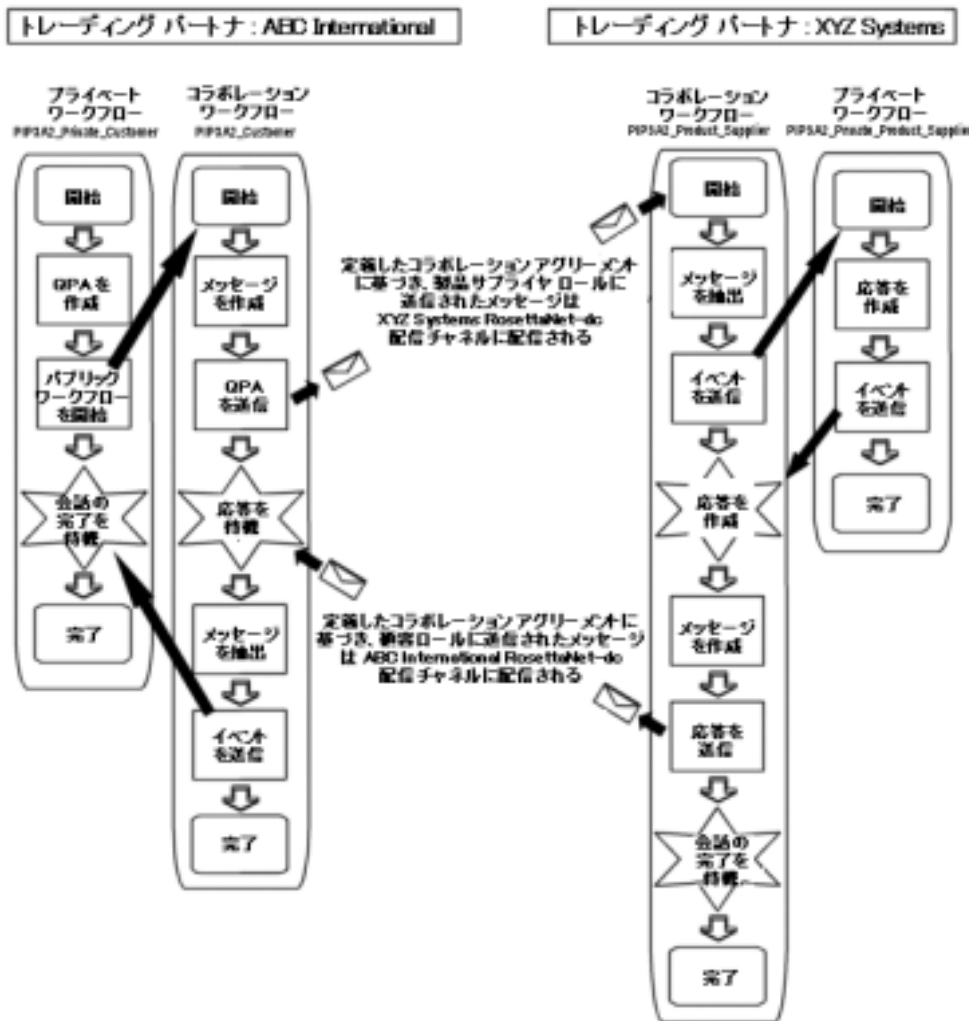 トレーディング パートナ : ABC International
トレーディング パートナ : XYZ Systems
プライベート
ワークフロー
PIP3A2_Private_Customer
開始
QPAを
作成
パブリック
ワークフロー
を開始
会話の
完了を
待機
完了
コラボレーション
ワークフロー
PIP3A2_Customer
開始
メッセージ
を作成
QPA
を送信
応答を
待機
メッセージ
を抽出
イベント
を送信
完了
定義したコラボレーション アグリーメント
に基づき、製品サプライヤ ロールに
送信されたメッセージは
XYZ Systems RosettaNet-dc
配信チャネルに配信される
定義したコラボレーション アグリーメントに
基づき、顧客ロールに送信されたメッセージ
は ABC International RosettaNet-dc
配信チャネルに配信される
コラボレーション
ワークフロー
PIP3A2_Product_Supplier
開始
メッセージ
を抽出
イベント
を送信
応答を
作成
メッセージ
を作成
応答を
送信
会話の
完了を
待機
完了
プライベート
ワークフロー
PIP3A2_Private_Product_Supplier
開始
応答を
作成
イベント
を送信
完了